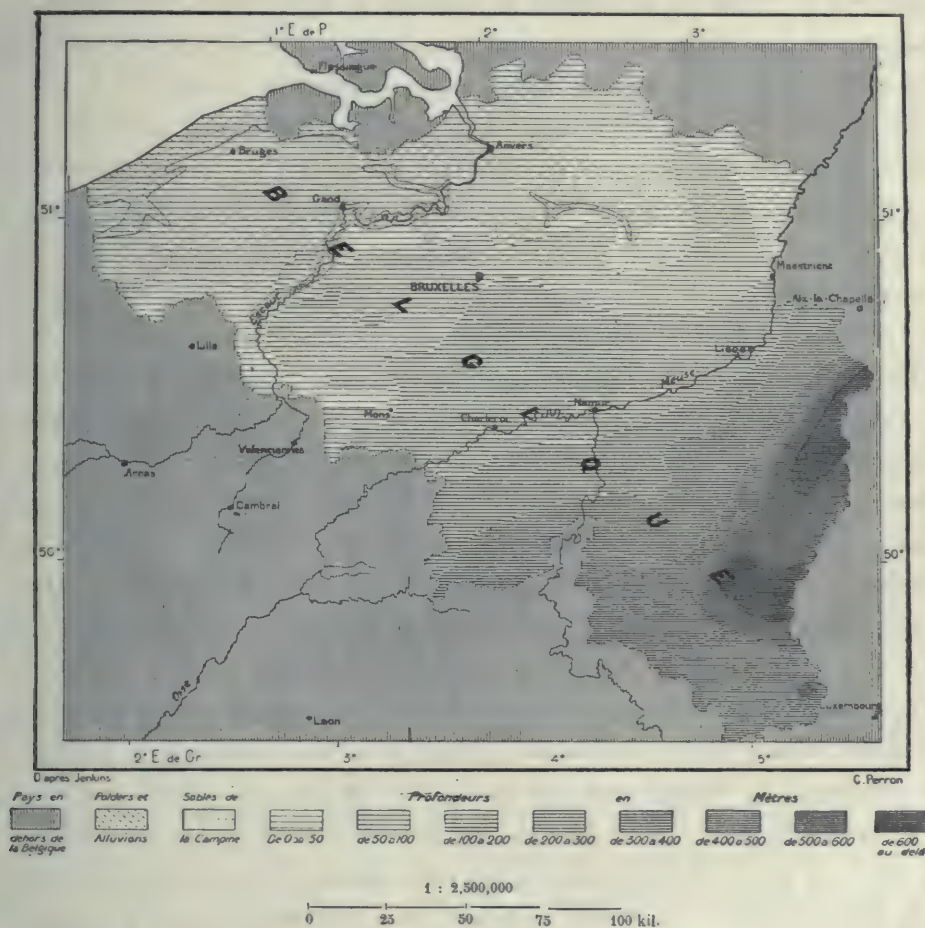 1° E de P. 2° 3°
Flessingue
Bruges
Anvers
B
Gand
51° 51°
E
Maestricht
BRUXELLES
Aix-la-Chapelle
L
Escaut
Lille
G
Liège
Meuse
Mons
Namur
Charleroi
I
Valenciennes
Q
Arras
Cambrai
U
50° 50°
E
Oise
Laon
Luxembourg
2° E de Gr 3° 4° 5°
D'après Jenkins C. Perron
Pays en Polders et Sables de Profondeurs en Mètres
dehors de Alluvions la Campine De 0 à 50 de 50 à 100 de 100 à 200 de 200 à 300 de 300 à 400 de 400 à 500 de 500 à 600 de 600
la Belgique au delà
1 : 2,500,000
0 25 50 75 100 kil.